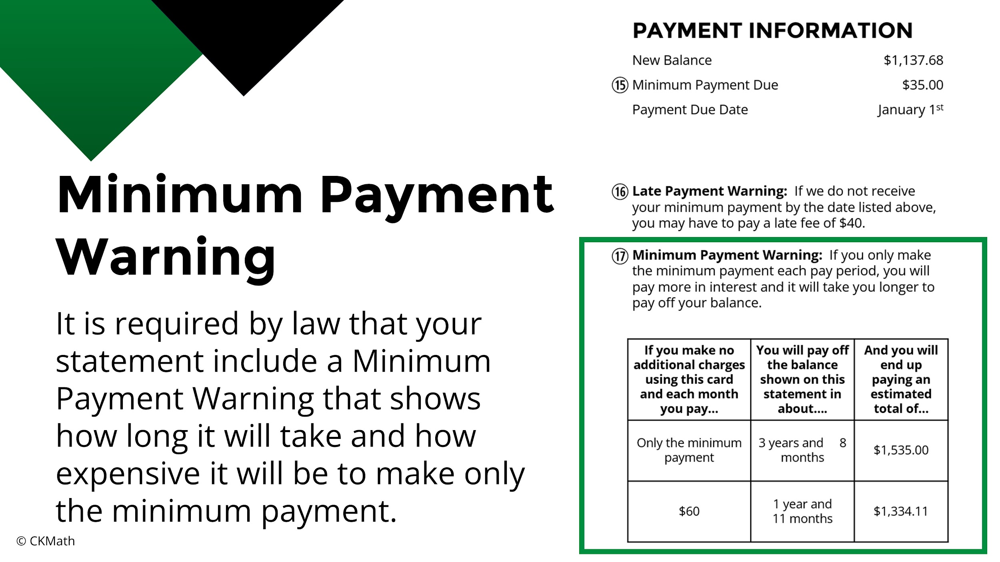 PAYMENT INFORMATION
New Balance $1,137.68
⑮ Minimum Payment Due $35.00
Payment Due Date January 1st
⑯ Late Payment Warning: If we do not receive
your minimum payment by the date listed above,
you may have to pay a late fee of $40.
Minimum Payment
Warning
It is required by law that your
statement include a Minimum
Payment Warning that shows
how long it will take and how
expensive it will be to make only
the minimum payment.
⑰ Minimum Payment Warning: If you only make
the minimum payment each pay period, you will
pay more in interest and it will take you longer to
pay off your balance.
If you make no
additional charges
using this card
and each month
you pay...
You will pay off
the balance
shown on this
statement in
about....
And you will
end up
paying an
estimated
total of...
Only the minimum
payment
3 years and 8
months
$1,535.00
$60
1 year and
11 months
$1,334.11
© CKMath